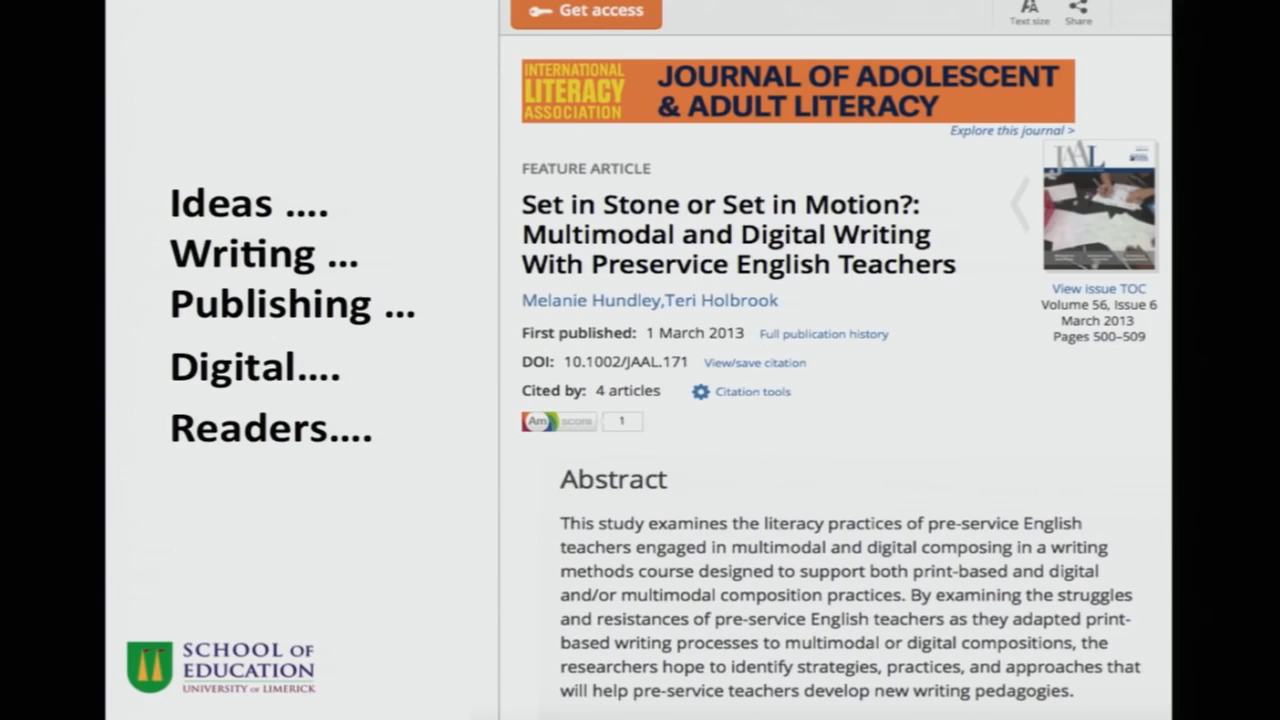 Ideas ....
Writing ...
Publishing ...
Digital....
Readers....
SCHOOL OF
EDUCATION
UNIVERSITY of LIMERICK
Get access
Text size
Share
INTERNATIONAL
LITERACY
ASSOCIATION
JOURNAL OF ADOLESCENT
& ADULT LITERACY
Explore this journal >
FEATURE ARTICLE
Set in Stone or Set in Motion?:
Multimodal and Digital Writing
With Preservice English Teachers
Melanie Hundley,Teri Holbrook
First published: 1 March 2013 Full publication history
DOI: 10.1002/JAAL.171 View/save citation
Cited by: 4 articles Citation tools
Am score 1
JAAL
View issue TOC
Volume 56, Issue 6
March 2013
Pages 500–509
Abstract
This study examines the literacy practices of pre-service English
teachers engaged in multimodal and digital composing in a writing
methods course designed to support both print-based and digital
and/or multimodal composition practices. By examining the struggles
and resistances of pre-service English teachers as they adapted print-
based writing processes to multimodal or digital compositions, the
researchers hope to identify strategies, practices, and approaches that
will help pre-service teachers develop new writing pedagogies.